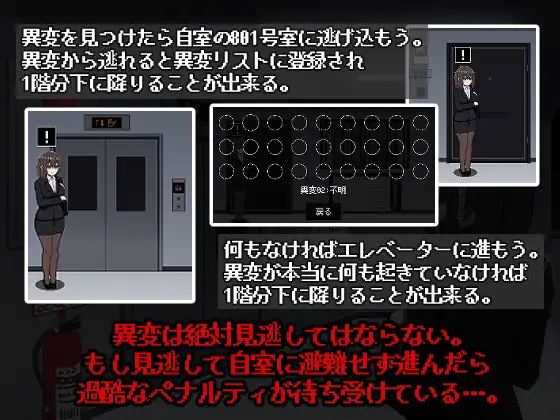 異変を見つけたら自室の801号室に逃げ込もう。
異変から逃れると異変リストに登録され
1階分下に降りることが出来る。
!
!
異変02:不明
戻る
何もなければエレベーターに進もう。
異変が本当に何も起きていなければ
1階分下に降りることが出来る。
異変は絶対見逃してはならない。
もし見逃して自室に避難せず進んだら
過酷なペナルティが待ち受けている…。